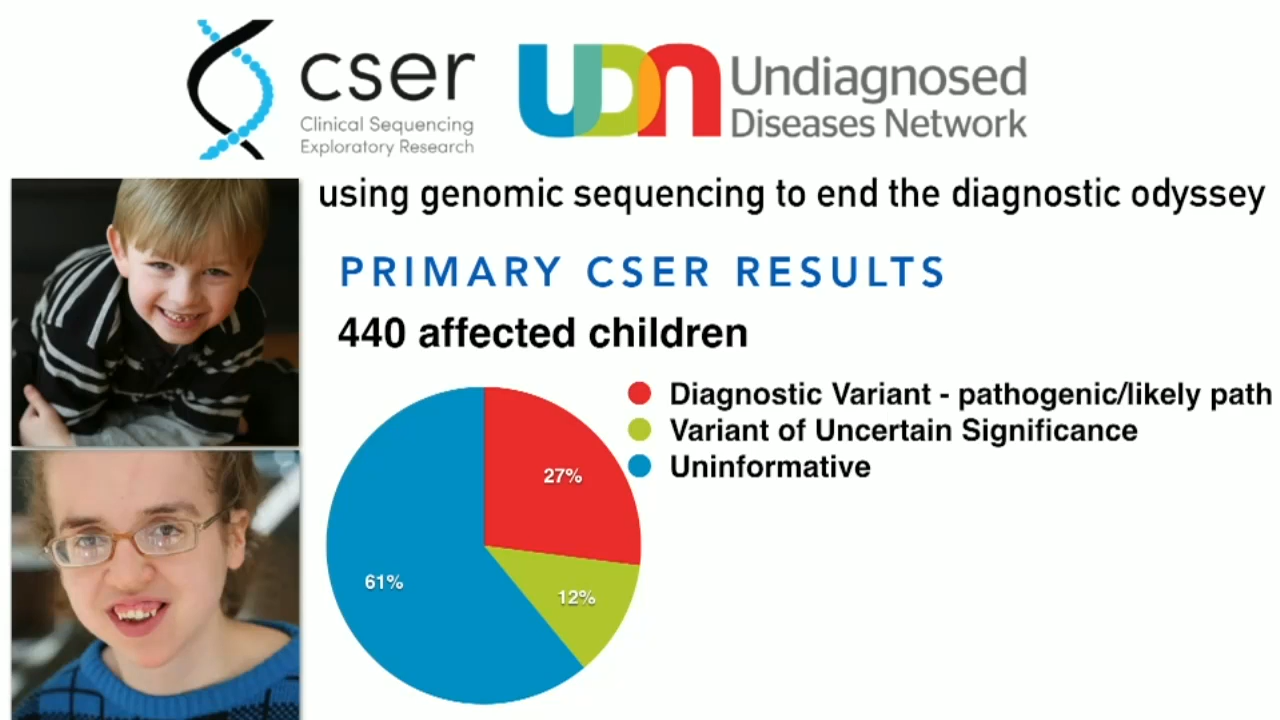 cser
Clinical Sequencing
Exploratory Research
UDN
Undiagnosed
Diseases Network
using genomic sequencing to end the diagnostic odyssey
PRIMARY CSER RESULTS
440 affected children
Diagnostic Variant - pathogenic/likely path
Variant of Uncertain Significance
Uninformative
27%
61%
12%